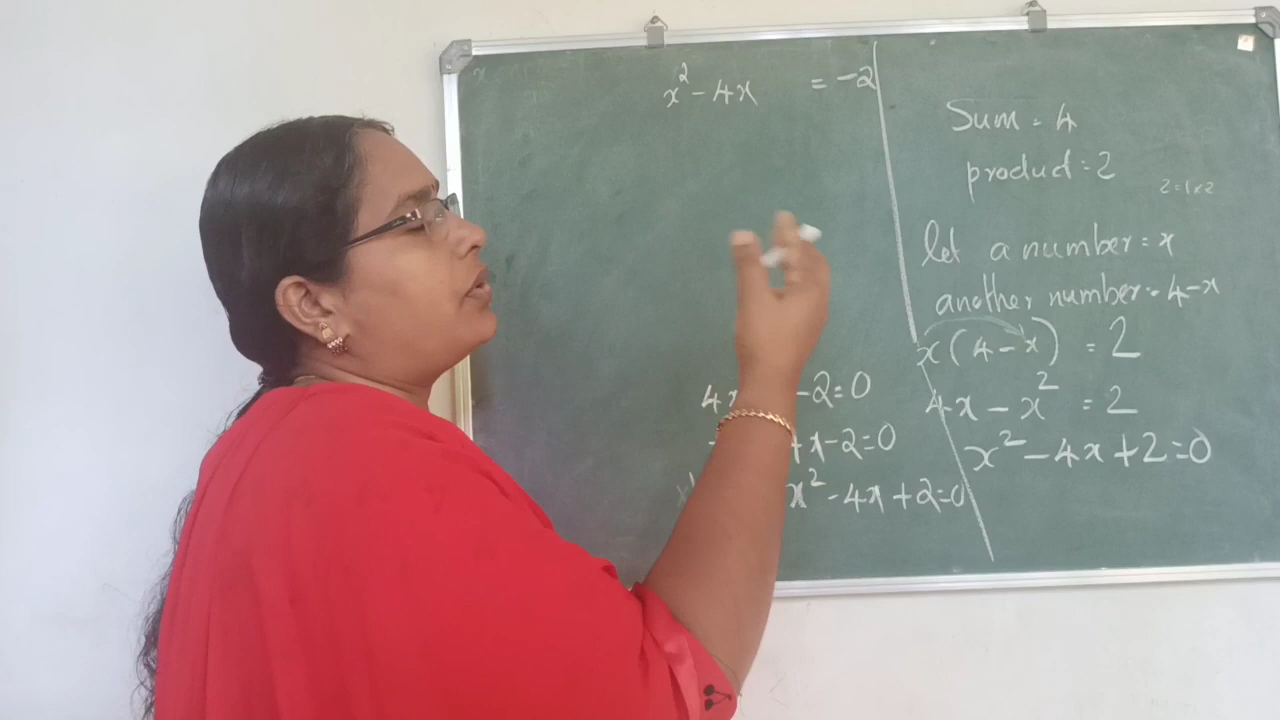 x² - 4x = -2
4x -2=0
+x-2=0
x² - 4x + 2=0
Sum = 4
product = 2
2=1×2
let a number = x
another number = 4-x
x(4-x) = 2
4x - x² = 2
x² - 4x + 2 = 0